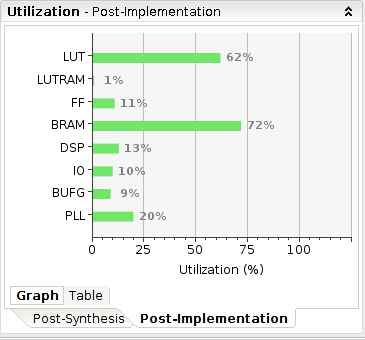 Utilization - Post-Implementation
LUT 62%
LUTRAM 1%
FF 11%
BRAM 72%
DSP 13%
IO 10%
BUFG 9%
PLL 20%
0 25 50 75 100
Utilization (%)
Graph Table
Post-Synthesis Post-Implementation